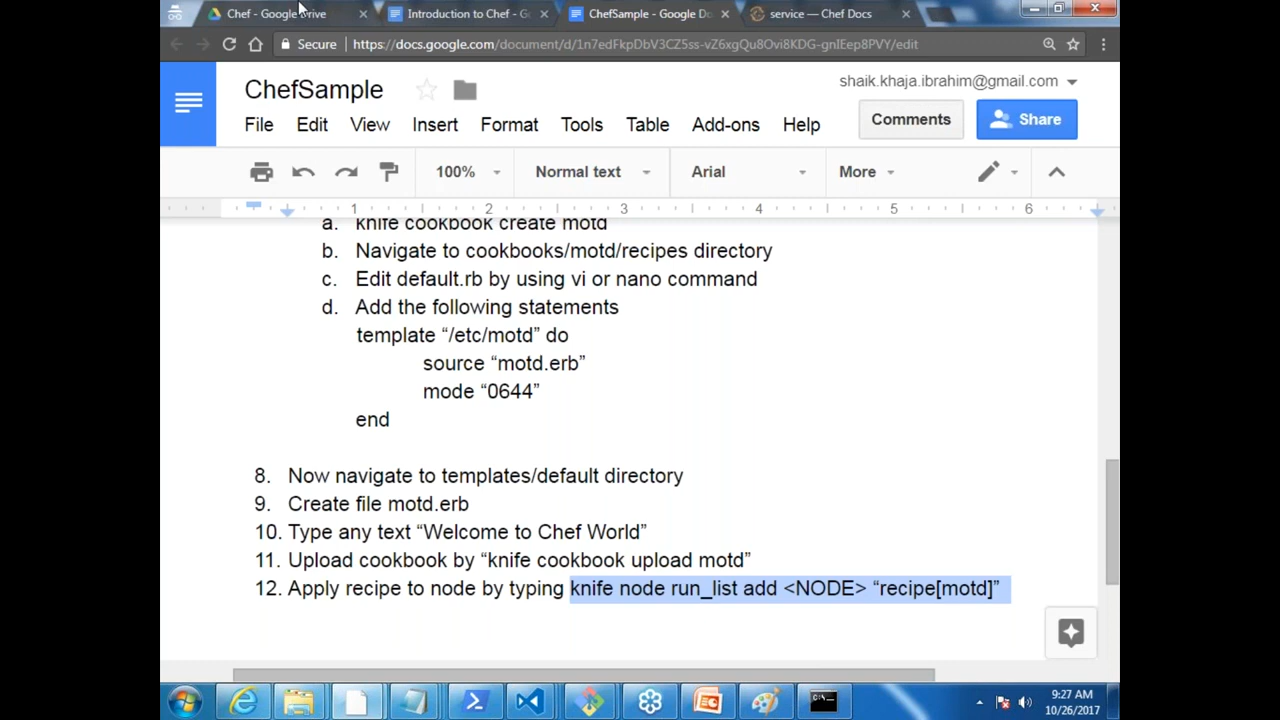 Chef - Google Drive
Introduction to Chef - G
ChefSample - Google Do
service — Chef Docs
Secure
https://docs.google.com/document/d/1n7edFkpDbV3CZ5ss-vZ6xgQu8Ovi8KDG-gnIEep8PVY/edit
ChefSample
shaik.khaja.ibrahim@gmail.com
File Edit View Insert Format Tools Table Add-ons Help
Comments
Share
100%
Normal text
Arial
More
1 2 3 4 5 6
a. knife cookbook create motd
b. Navigate to cookbooks/motd/recipes directory
c. Edit default.rb by using vi or nano command
d. Add the following statements
template “/etc/motd” do
source “motd.erb”
mode “0644”
end
8. Now navigate to templates/default directory
9. Create file motd.erb
10. Type any text “Welcome to Chef World”
11. Upload cookbook by “knife cookbook upload motd”
12. Apply recipe to node by typing knife node run_list add <NODE> “recipe[motd]”
9:27 AM
10/26/2017